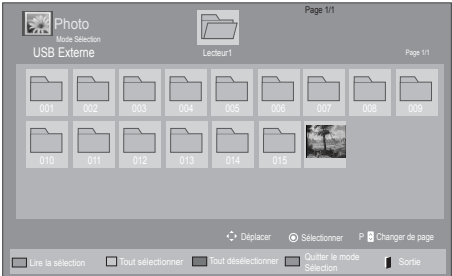 Page 1/1
Photo
Mode Sélection
USB Externe
Lecteur1
Page 1/1
001 002 003 004 005 006 007 008 009
010 011 012 013 014 015
Déplacer Sélectionner P Changer de page
Lire la sélection Tout sélectionner Tout désélectionner Quitter le mode Sélection Sortie